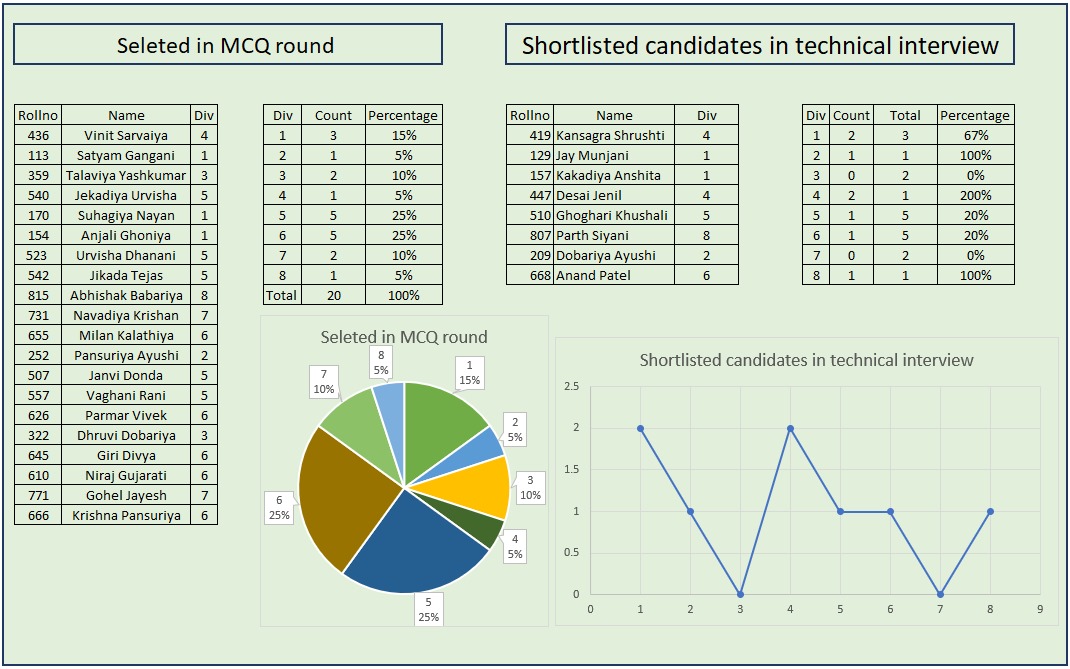 Seleted in MCQ round
Rollno Name Div
436 Vinit Sarvaiya 4
113 Satyam Gangani 1
359 Talaviya Yashkumar 3
540 Jekadiya Urvisha 5
170 Suhagiya Nayan 1
154 Anjali Ghoniya 1
523 Urvisha Dhanani 5
542 Jikada Tejas 5
815 Abhishak Babariya 8
731 Navadiya Krishan 7
655 Milan Kalathiya 6
252 Pansuriya Ayushi 2
507 Janvi Donda 5
557 Vaghani Rani 5
626 Parmar Vivek 6
322 Dhruvi Dobariya 3
645 Giri Divya 6
610 Niraj Gujarati 6
771 Gohel Jayesh 7
666 Krishna Pansuriya 6
Div Count Percentage
1 3 15%
2 1 5%
3 2 10%
4 1 5%
5 5 25%
6 5 25%
7 2 10%
8 1 5%
Total 20 100%
Seleted in MCQ round
1
15%
2
5%
3
10%
4
5%
5
25%
6
25%
7
10%
8
5%
Shortlisted candidates in technical interview
Rollno Name Div
419 Kansagra Shrushti 4
129 Jay Munjani 1
157 Kakadiya Anshita 1
447 Desai Jenil 4
510 Ghoghari Khushali 5
807 Parth Siyani 8
209 Dobariya Ayushi 2
668 Anand Patel 6
Div Count Total Percentage
1 2 3 67%
2 1 1 100%
3 0 2 0%
4 2 1 200%
5 1 5 20%
6 1 5 20%
7 0 2 0%
8 1 1 100%
Shortlisted candidates in technical interview
2.5
2
1.5
1
0.5
0
0 1 2 3 4 5 6 7 8 9